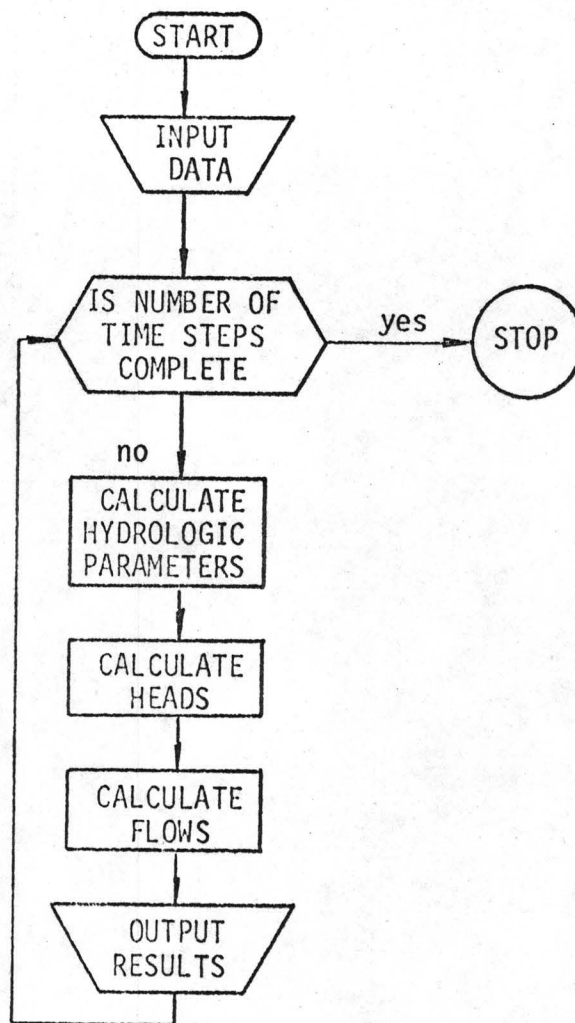 START
INPUT
DATA
IS NUMBER OF
TIME STEPS
COMPLETE
yes
STOP
no
CALCULATE
HYDROLOGIC
PARAMETERS
CALCULATE
HEADS
CALCULATE
FLOWS
OUTPUT
RESULTS